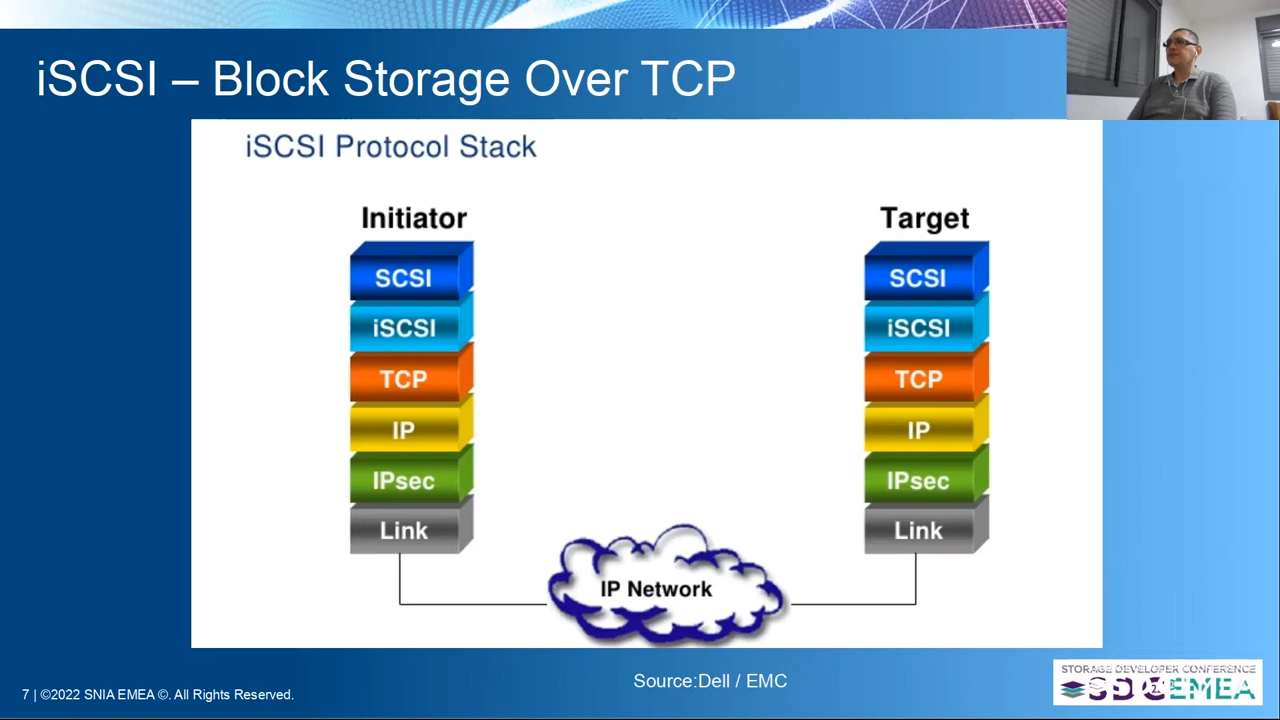 iSCSI – Block Storage Over TCP
iSCSI Protocol Stack
Initiator
Target
SCSI
SCSI
iSCSI
iSCSI
TCP
TCP
IP
IP
IPsec
IPsec
Link
Link
IP Network
Source:Dell / EMC
7 | ©2022 SNIA EMEA ©. All Rights Reserved.
STORAGE DEVELOPER CONFERENCE
EMEA